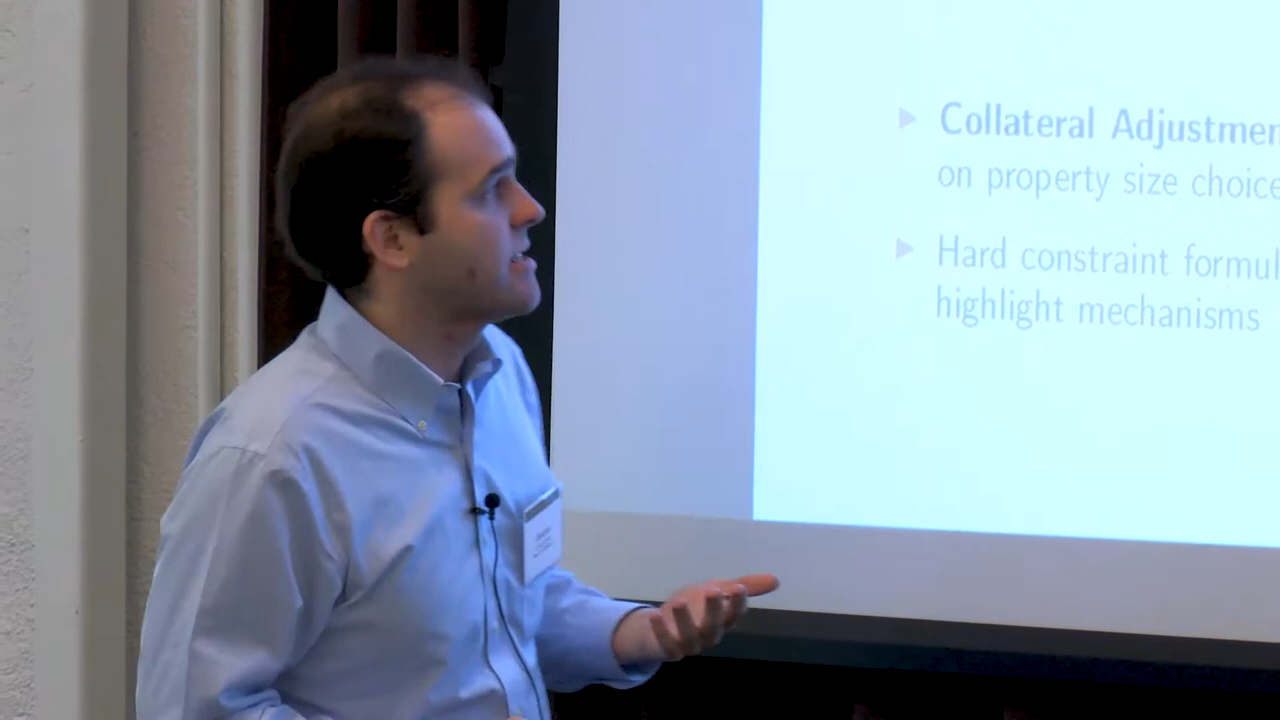 Collateral Adjustmen
on property size choice
Hard constraint formul
highlight mechanisms